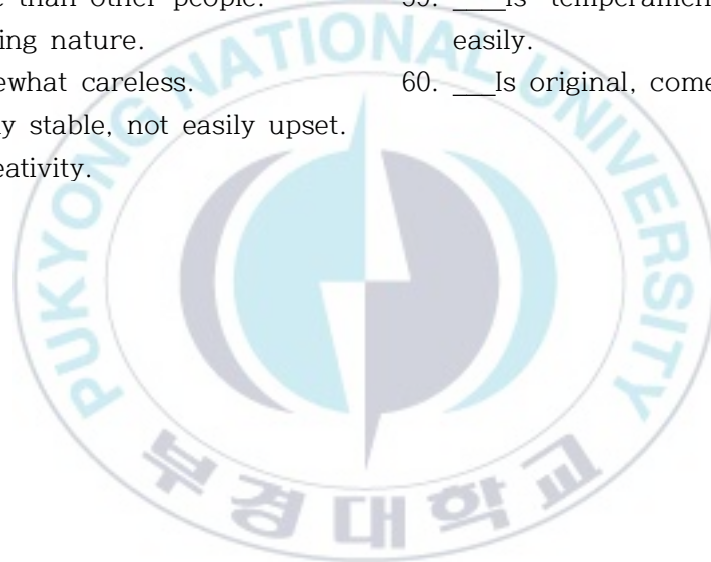 than other people.
ing nature.
ewhat careless.
y stable, not easily upset.
eativity.
is temperamen
easily.
60. ___Is original, come
PUKYONG NATIONAL UNIVERSITY
부경대학교